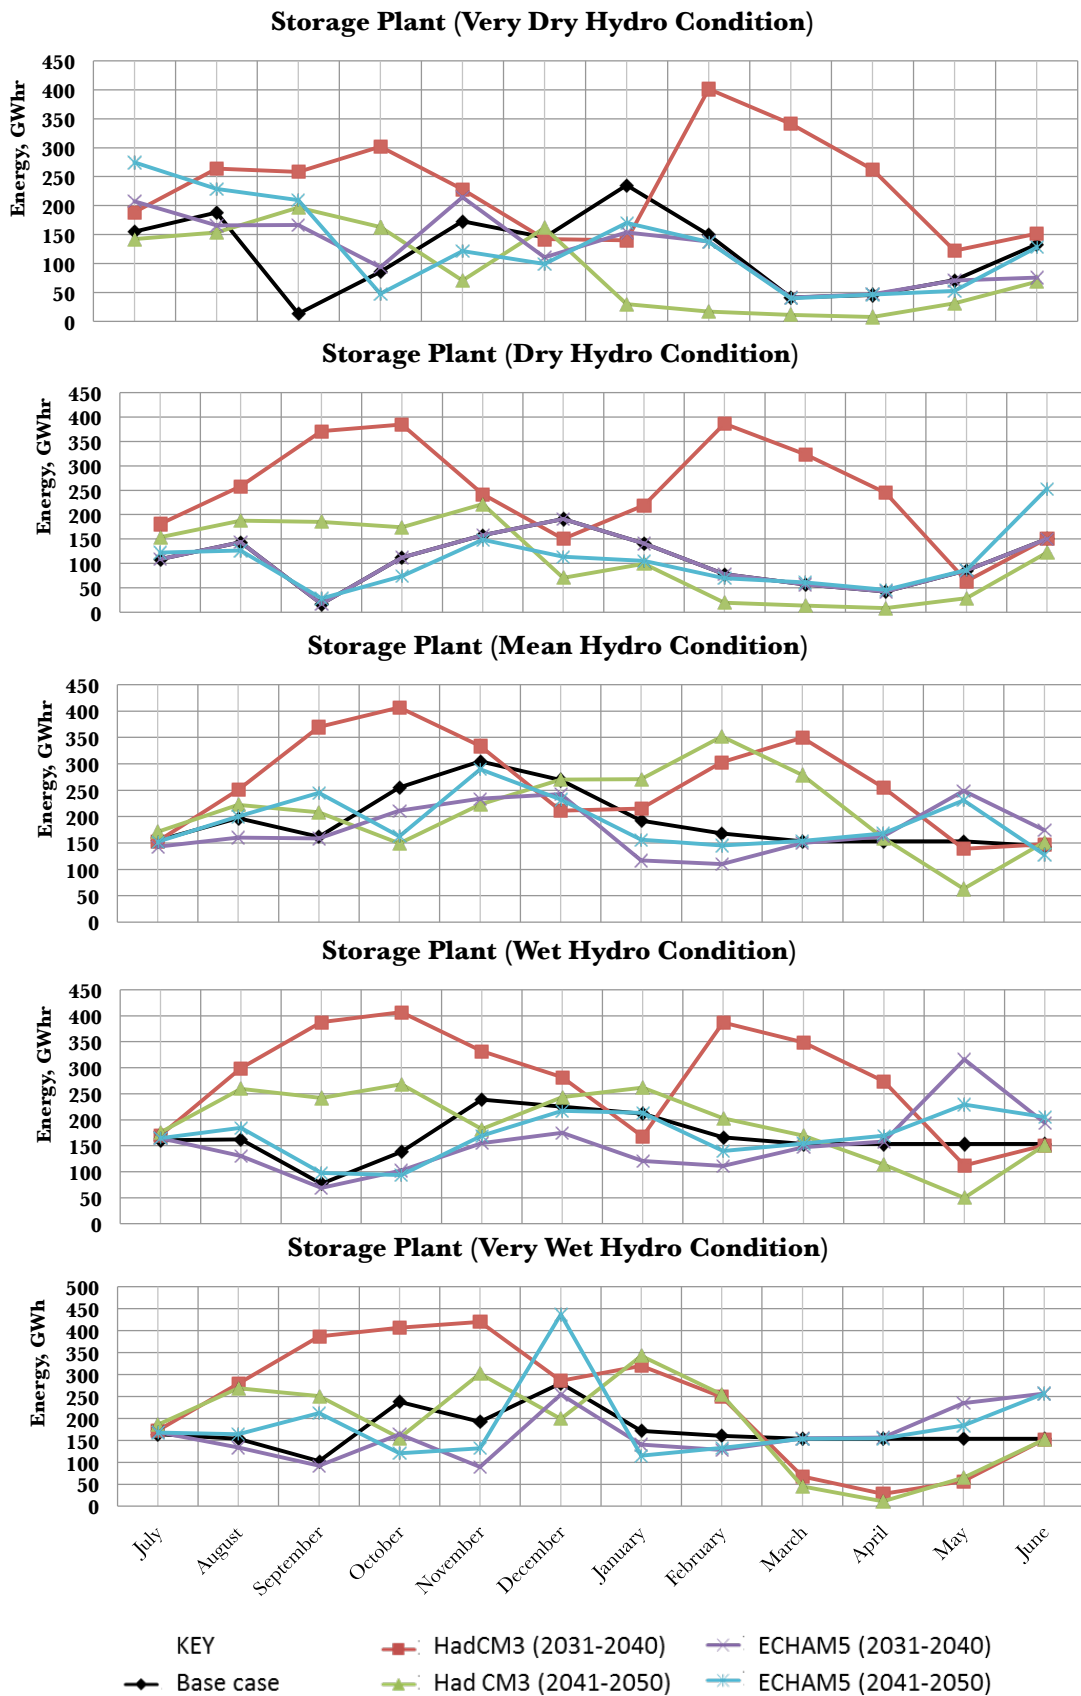 Storage Plant (Very Dry Hydro Condition)
Energy, GWhr
450
400
350
300
250
200
150
100
50
0
Storage Plant (Dry Hydro Condition)
Energy, GWHr
450
400
350
300
250
200
150
100
50
0
Storage Plant (Mean Hydro Condition)
Energy, GWHr
450
400
350
300
250
200
150
100
50
0
Storage Plant (Wet Hydro Condition)
Energy, GWHr
450
400
350
300
250
200
150
100
50
0
Storage Plant (Very Wet Hydro Condition)
Energy, GWh
500
450
400
350
300
250
200
150
100
50
0
July
August
September
October
November
December
January
February
March
April
May
June
KEY
HadCM3 (2031-2040)
ECHAM5 (2031-2040)
Base case
Had CM3 (2041-2050)
ECHAM5 (2041-2050)